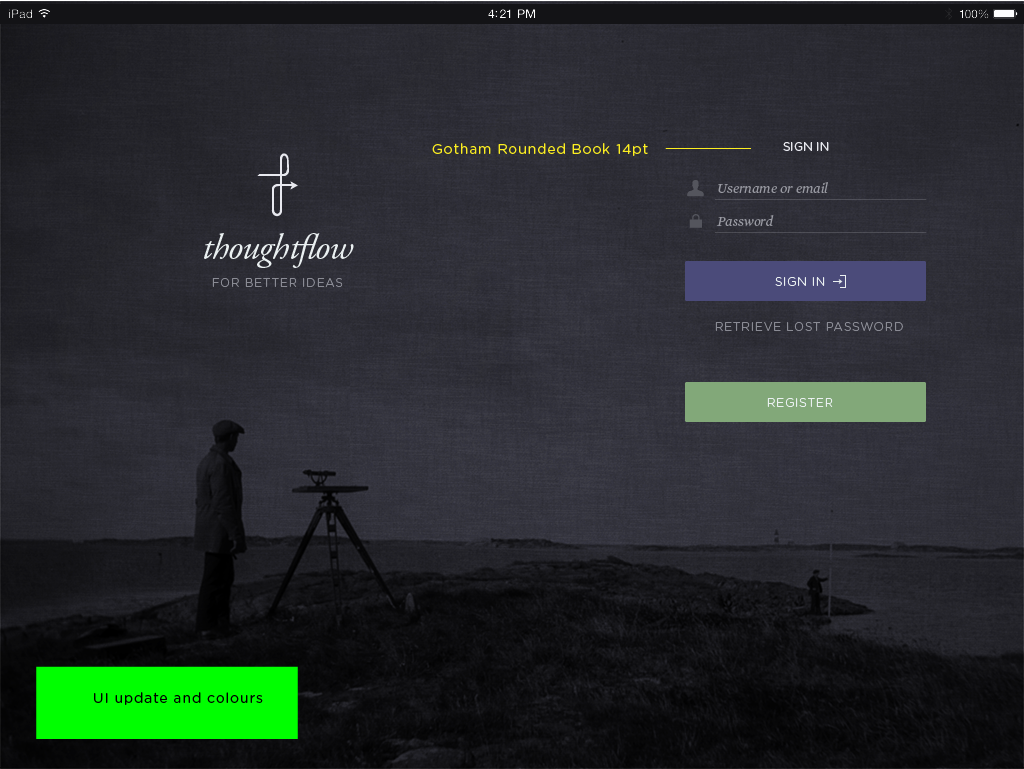 iPad 4:21 PM 100%
Gotham Rounded Book 14pt SIGN IN
Username or email
Password
thoughtflow
FOR BETTER IDEAS
SIGN IN
RETRIEVE LOST PASSWORD
REGISTER
UI update and colours